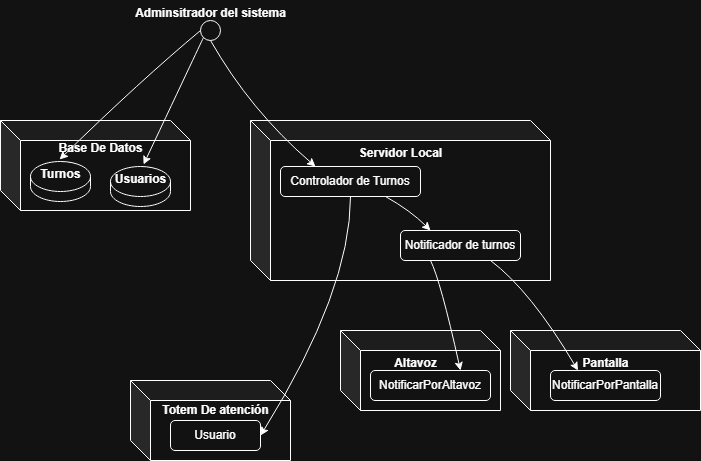 Adminsitrador del sistema
Base De Datos
Turnos
Usuarios
Servidor Local
Controlador de Turnos
Notificador de turnos
Altavoz
NotificarPorAltavoz
Pantalla
NotificarPorPantalla
Totem De atención
Usuario